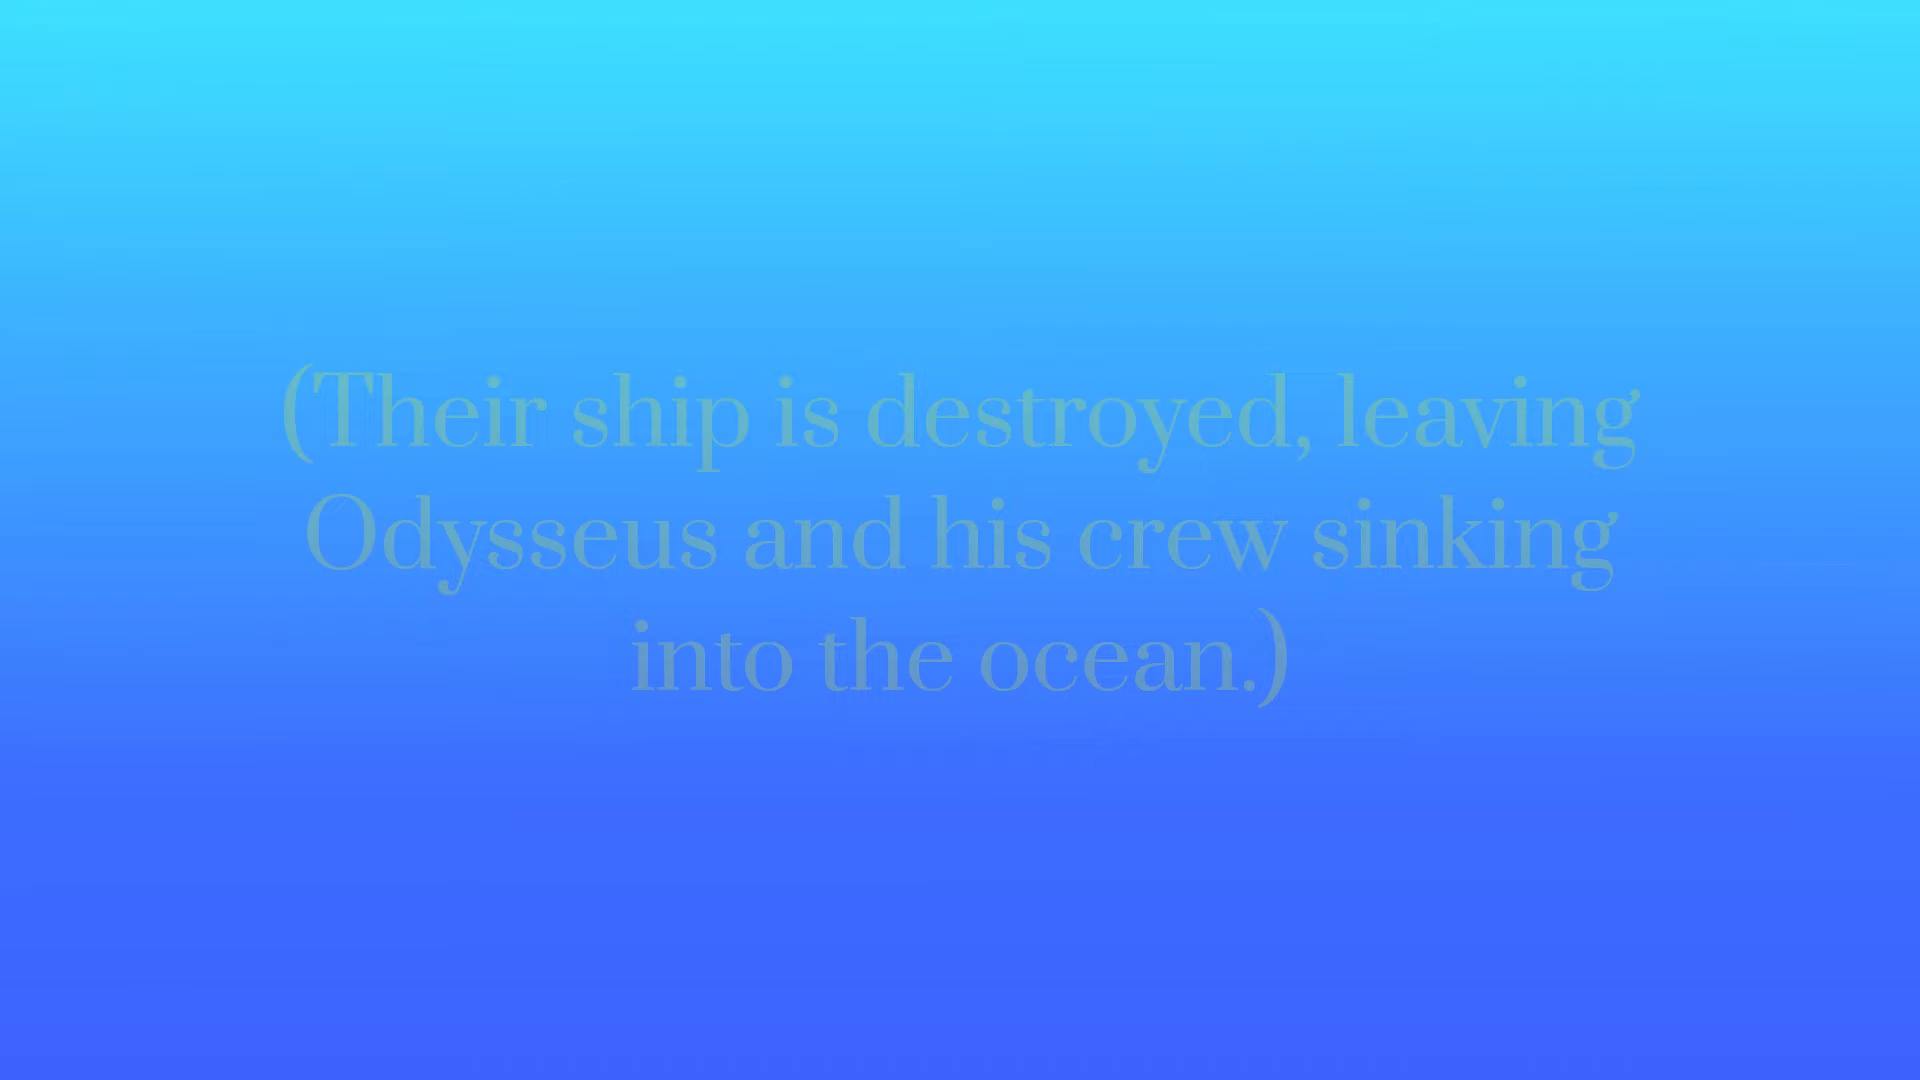 (Their ship is destroyed, leaving
Odysseus and his crew sinking
into the ocean.)